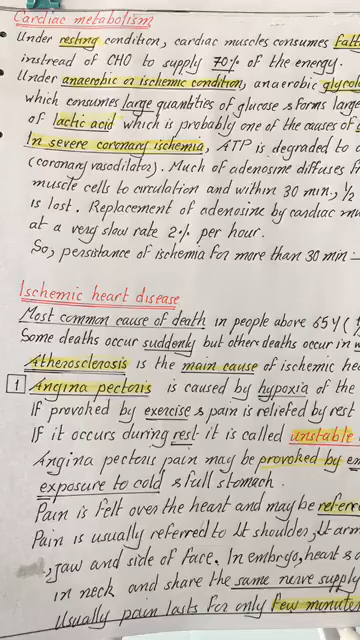 Cardiac metabolism
Under resting condition, cardiac muscles consumes fatt
instread of CHO to supply 70% of the energy.
Under anaerobic or ischemic condition, anaerobic glycol
which consumes large quantities of glucose & forms large
of lactic acid which is probably one of the causes of c
In severe coronary ischemia, ATP is degraded to a
(coronary vasodilator). Much of adenosine diffuses fr
muscle cells to circulation and within 30 min, 1/2
is lost. Replacement of adenosine by cardiac mu
at a very slow rate 2% per hour.
So, persistance of ischemia for more than 30 min
Ischemic heart disease
Most common cause of death in people above 65 Y (
Some deaths occur suddenly but others deaths occur in w
Atherosclerosis is the main cause of ischemic hea
1 Angina pectoris is caused by hypoxia of the
If provoked by exercise & pain is reliefed by rest
If it occurs during rest it is called unstable
Angina pectoris pain may be provoked by em
exposure to cold & full stomach.
Pain is felt over the heart and may be referre
Pain is usually referred to Lt shoulder, Lt arm
, jaw and side of face. In embryo, heart & a
in neck and share the same nerve supply
Usually pain lasts for only few minutes